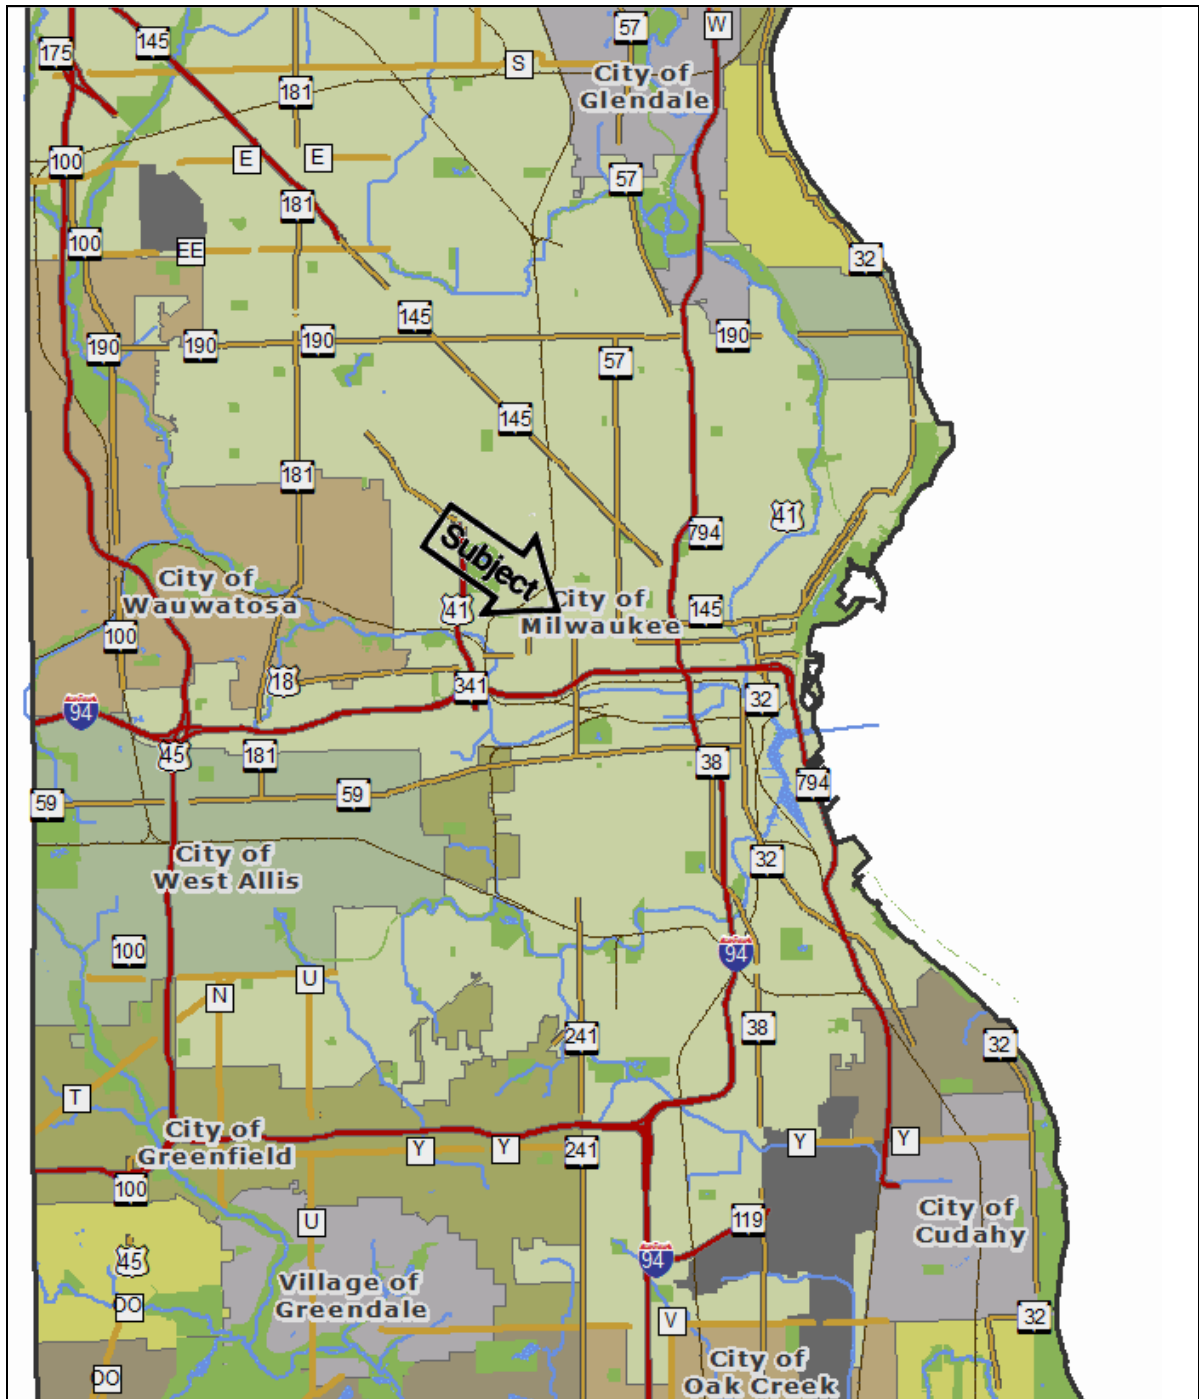 57
W
175
145
S
City of
Glendale
181
E
E
100
57
181
100
EE
32
145
190
190
190
190
57
145
181
41
794
Subject
City of
Wauwatosa
41
City of
Milwaukee
145
100
18
341
32
94
45
181
38
794
59
59
City of
West Allis
32
100
94
N
U
241
38
32
T
City of
Greenfield
Y
Y
241
Y
Y
100
119
City of
Cudahy
U
45
94
Village of
Greendale
OO
V
32
City of
Oak Creek
OO